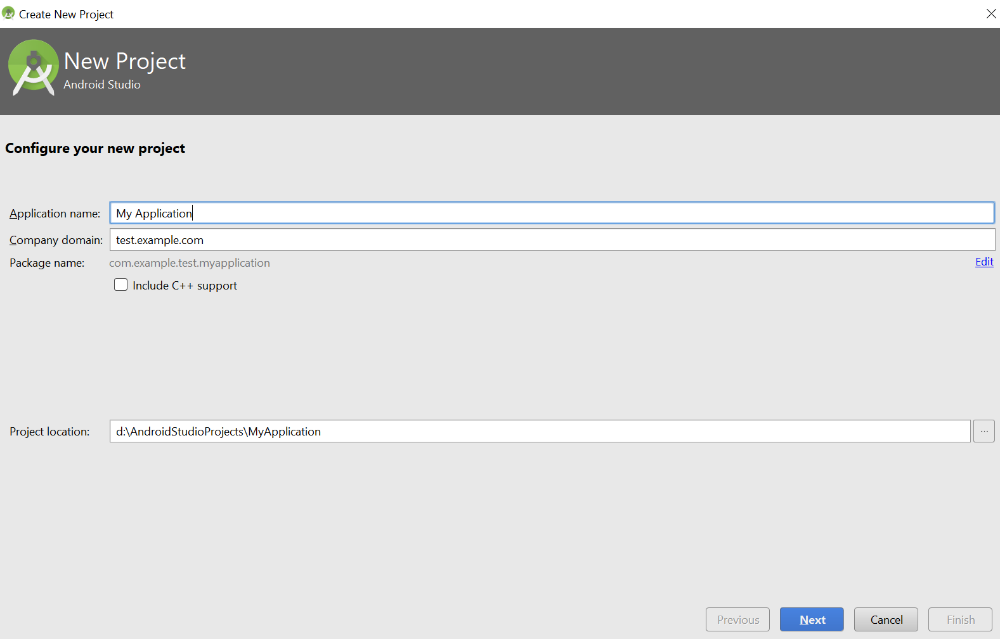 Create New Project
New Project
Android Studio
Configure your new project
Application name: My Application
Company domain: test.example.com
Package name: com.example.test.myapplication Edit
Include C++ support
Project location: d:\AndroidStudioProjects\MyApplication ...
Previous Next Cancel Finish